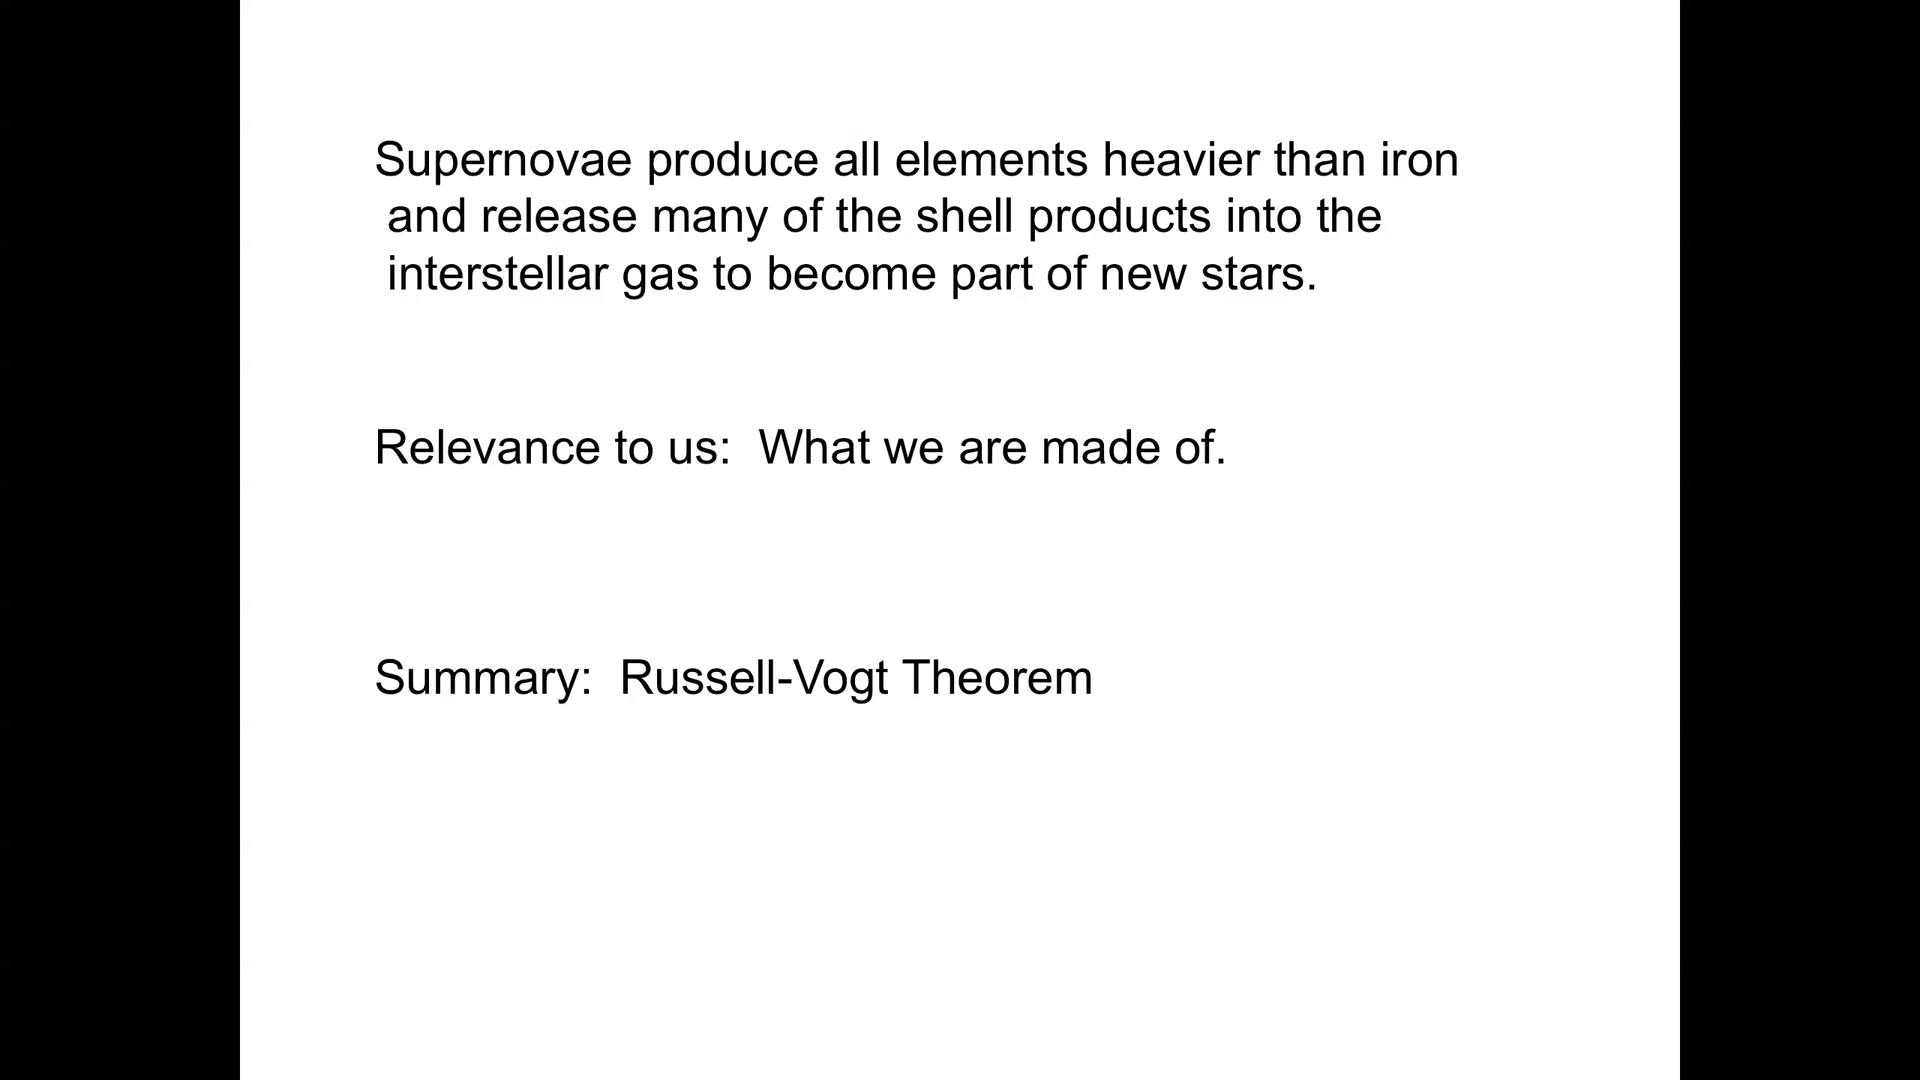 Supernovae produce all elements heavier than iron
and release many of the shell products into the
interstellar gas to become part of new stars.
Relevance to us:  What we are made of.
Summary:  Russell-Vogt Theorem